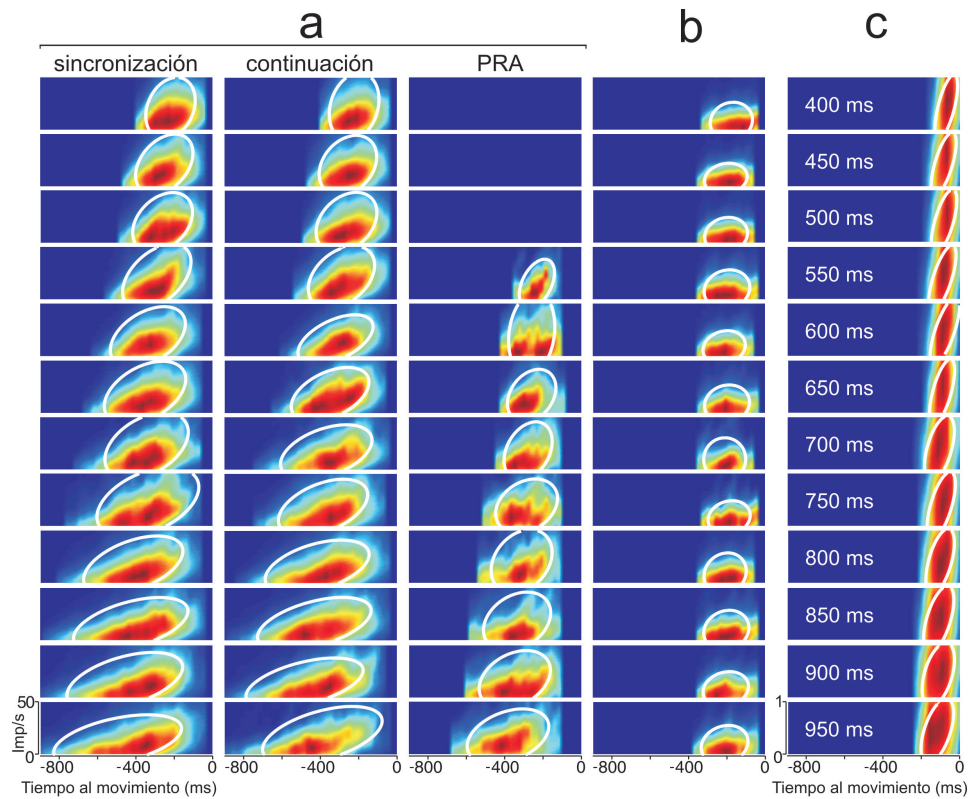 a
b
c
sincronización
continuación
PRA
400 ms
450 ms
500 ms
550 ms
600 ms
650 ms
700 ms
750 ms
800 ms
850 ms
900 ms
950 ms
50
Imp/s
0
1
0
-800 -400 0
-800 -400 0
-800 -400 0
-800 -400 0
-800 -400 0
Tiempo al movimiento (ms)
Tiempo al movimiento (ms)